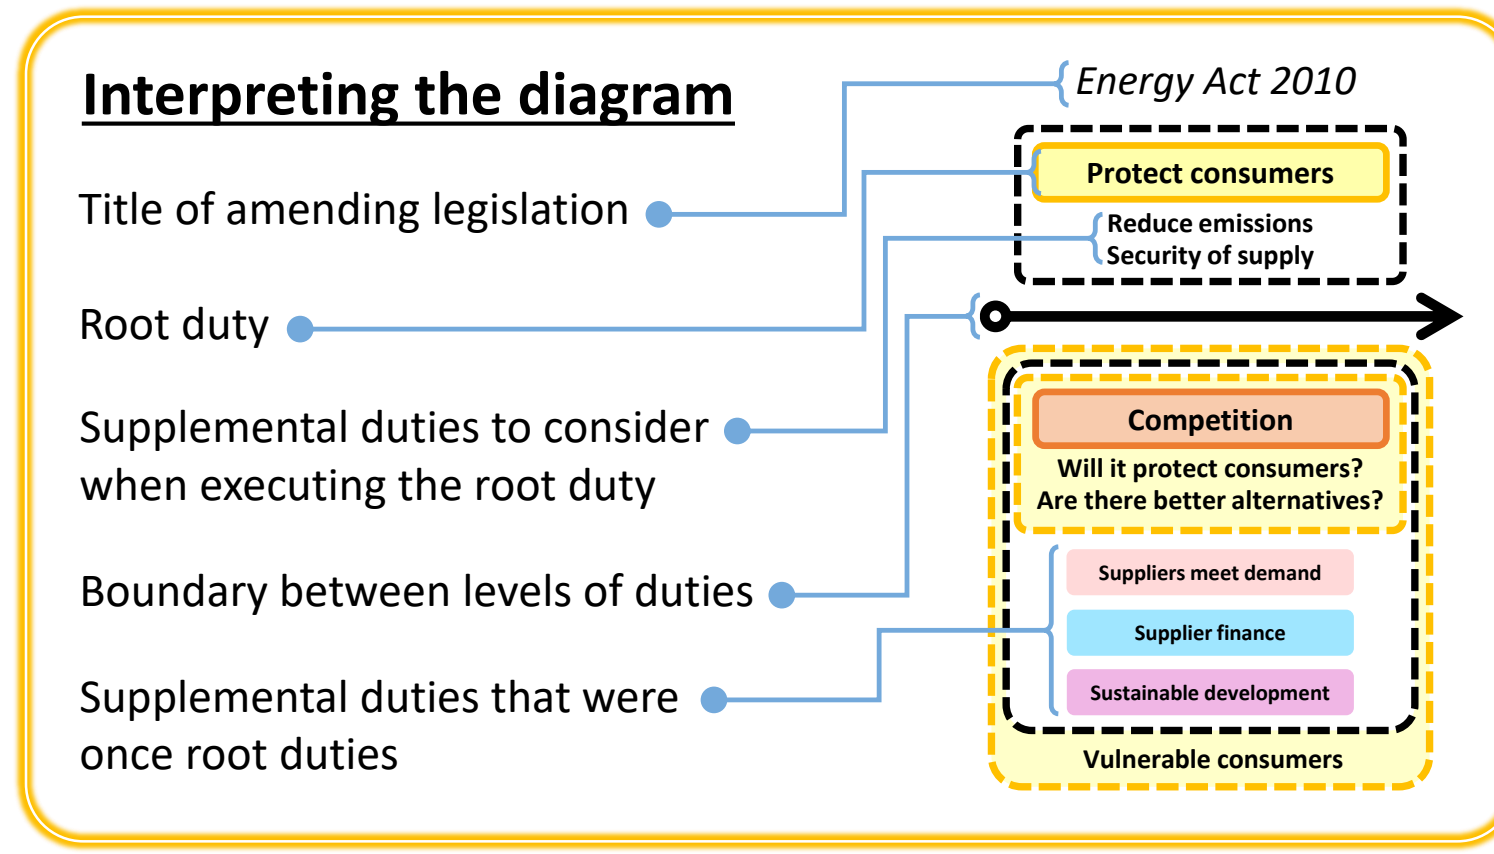 Interpreting the diagram
Title of amending legislation
Root duty
Supplemental duties to consider
when executing the root duty
Boundary between levels of duties
Supplemental duties that were
once root duties
Energy Act 2010
Protect consumers
Reduce emissions
Security of supply
Competition
Will it protect consumers?
Are there better alternatives?
Suppliers meet demand
Supplier finance
Sustainable development
Vulnerable consumers